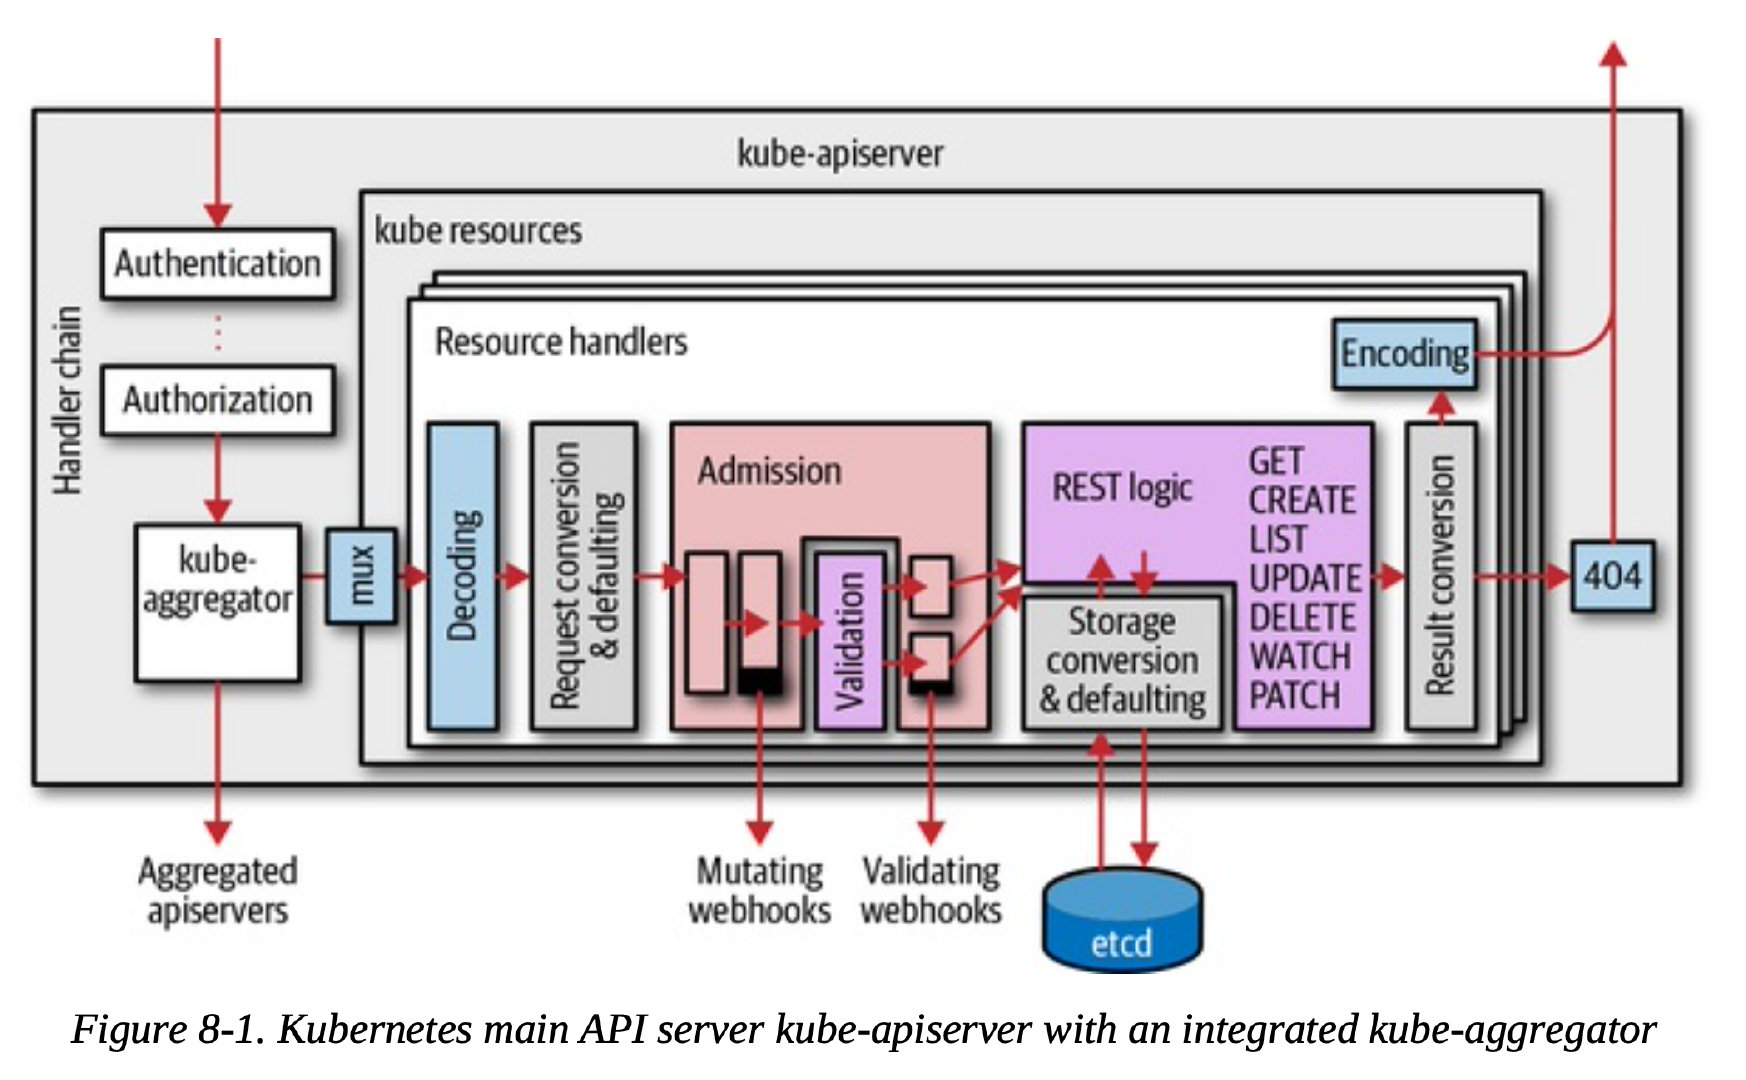 kube-apiserver
Handler chain
Authentication
Authorization
kube-
aggregator
mux
kube resources
Resource handlers
Decoding
Request conversion
& defaulting
Admission
Validation
REST logic
GET
CREATE
LIST
UPDATE
DELETE
WATCH
PATCH
Storage
conversion
& defaulting
Result conversion
Encoding
404
Aggregated
apiservers
Mutating
webhooks
Validating
webhooks
etcd
Figure 8-1. Kubernetes main API server kube-apiserver with an integrated kube-aggregator